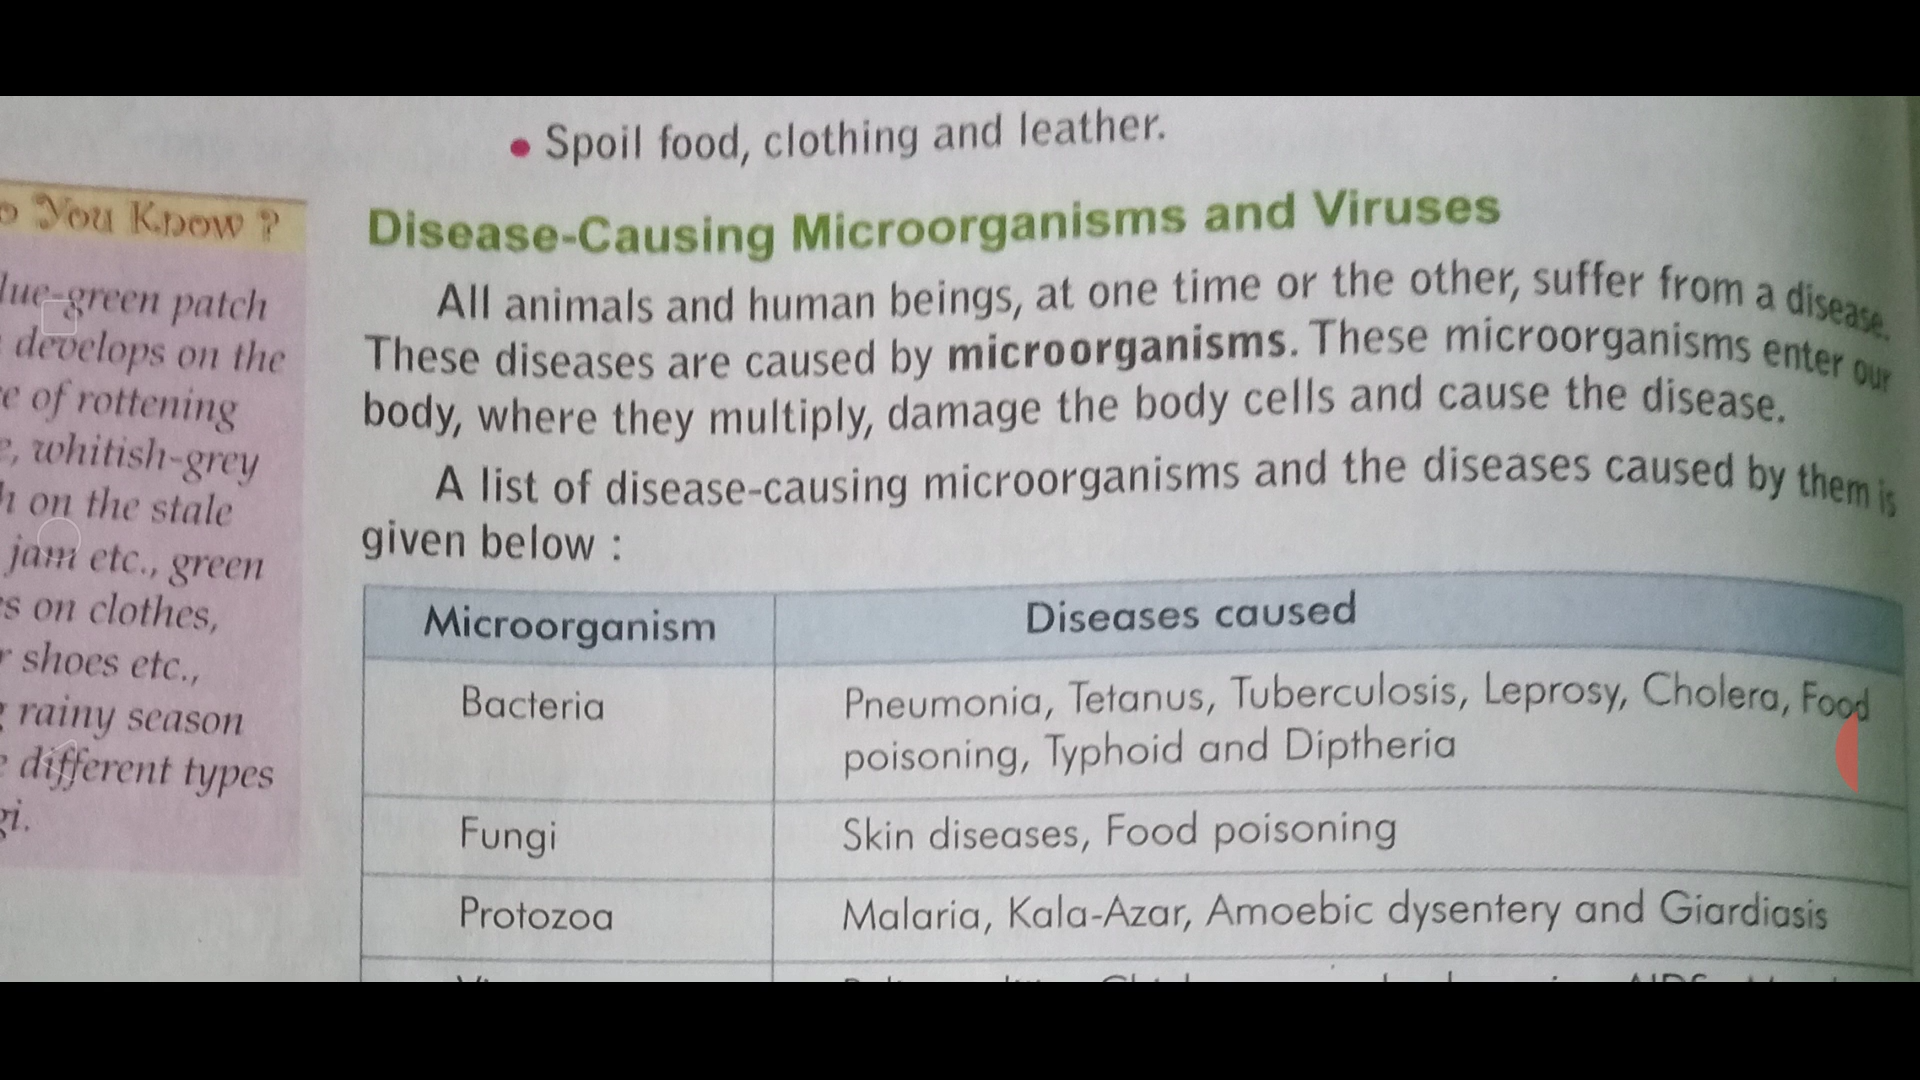 Spoil food, clothing and leather.
You Know ?
green patch
develops on the
of rottening
whitish-grey
on the stale
jam etc., green
on clothes,
shoes etc.,
rainy season
different types
Disease-Causing Microorganisms and Viruses
All animals and human beings, at one time or the other, suffer from a disease.
These diseases are caused by microorganisms. These microorganisms enter our
body, where they multiply, damage the body cells and cause the disease.
A list of disease-causing microorganisms and the diseases caused by them is
given below :
Microorganism Diseases caused
Bacteria Pneumonia, Tetanus, Tuberculosis, Leprosy, Cholera, Food
poisoning, Typhoid and Diptheria
Fungi Skin diseases, Food poisoning
Protozoa Malaria, Kala-Azar, Amoebic dysentery and Giardiasis